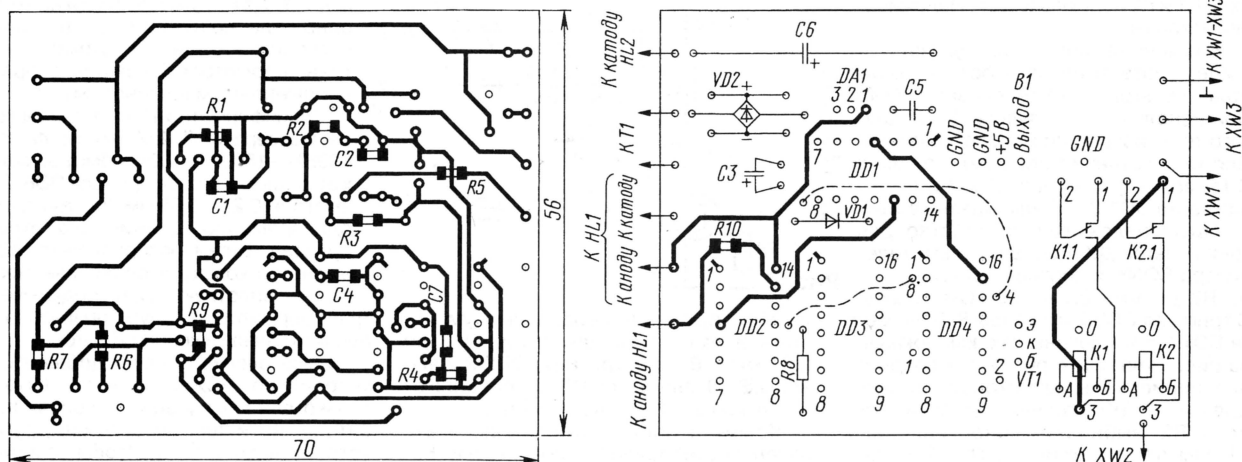 R1
R2
C2
C1
R5
R3
C4
C7
R9
R7
R6
R4
70
56
К катоду HL2
К Т1
К HL1
К катоду
К аноду
К аноду HL1
C6
+
VD2
+
−
DA1
3 2 1
C5
B1
7
1
GND
GND
+5 В
Выход
GND
C3
+
DD1
8
VD1
14
R10
1
14
1
16
1
8
16
4
2
1
2
1
K1.1
K2.1
DD2
DD3
DD4
R8
1
э
к
б
2
VT1
0
0
K1
K2
А
Б
А
Б
7
8
8
9
8
9
3
3
К XW1-XW3
К XW3
К XW1
К XW2